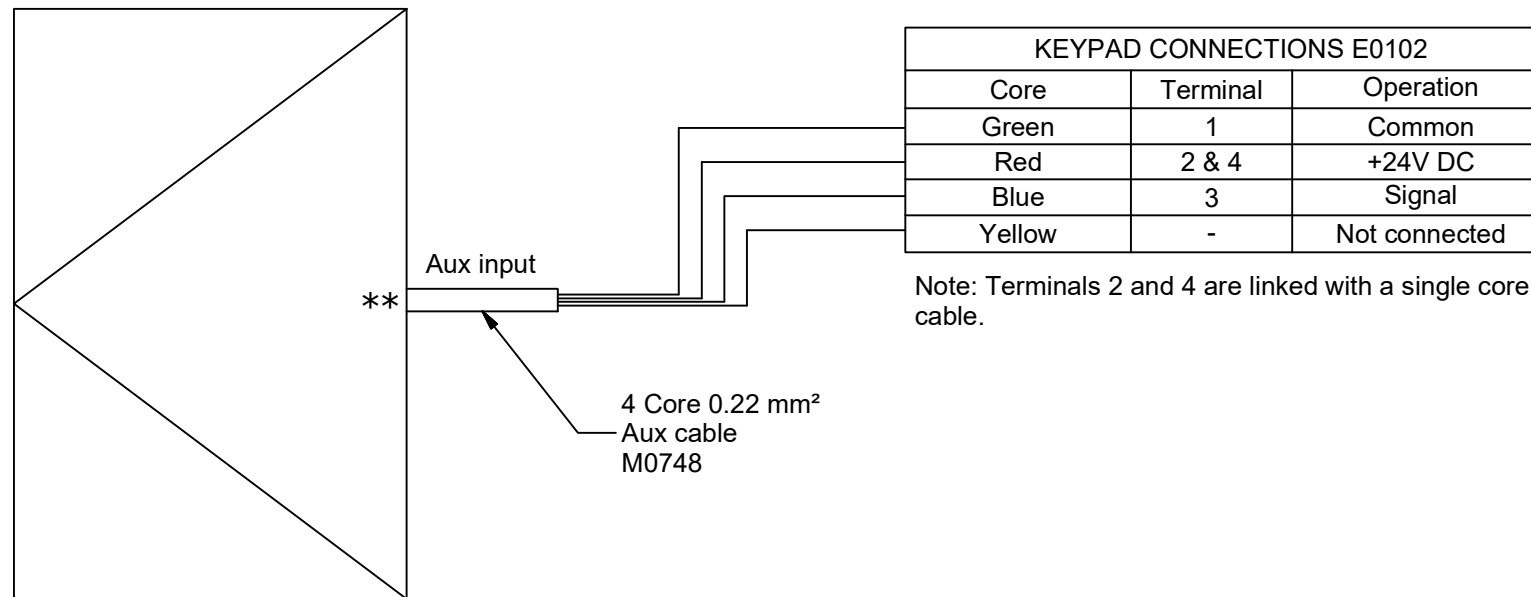 KEYPAD CONNECTIONS E0102
Core Terminal Operation
Green 1 Common
Red 2 & 4 +24V DC
Blue 3 Signal
Yellow - Not connected
Note: Terminals 2 and 4 are linked with a single core
cable.
Aux input
**
4 Core 0.22 mm²
Aux cable
M0748